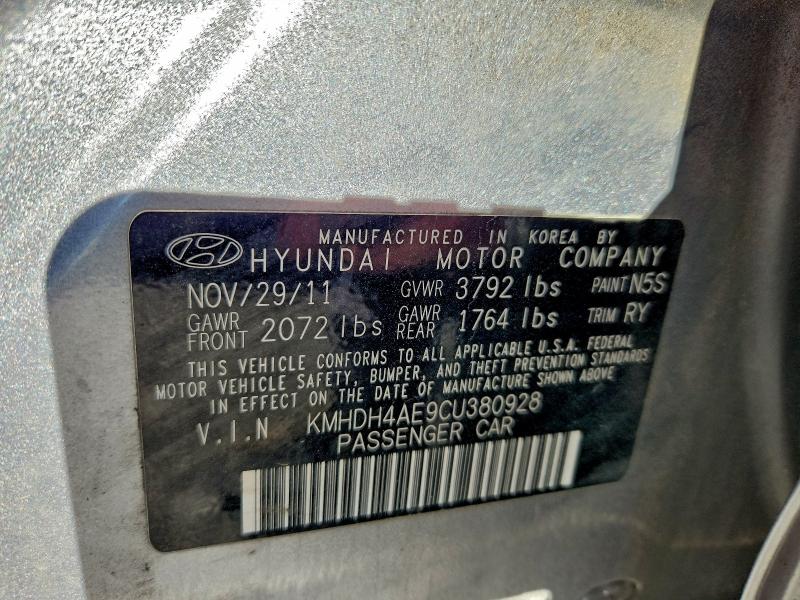 MANUFACTURED IN KOREA BY
HYUNDAI MOTOR COMPANY
NOV/29/11 GVWR 3792 lbs PAINT N5S
GAWR FRONT 2072 lbs GAWR REAR 1764 lbs TRIM RY
THIS VEHICLE CONFORMS TO ALL APPLICABLE U.S.A. FEDERAL
MOTOR VEHICLE SAFETY, BUMPER, AND THEFT PREVENTION STANDARDS
IN EFFECT ON THE DATE OF MANUFACTURE SHOWN ABOVE
V.I.N KMHDH4AE9CU380928
PASSENGER CAR